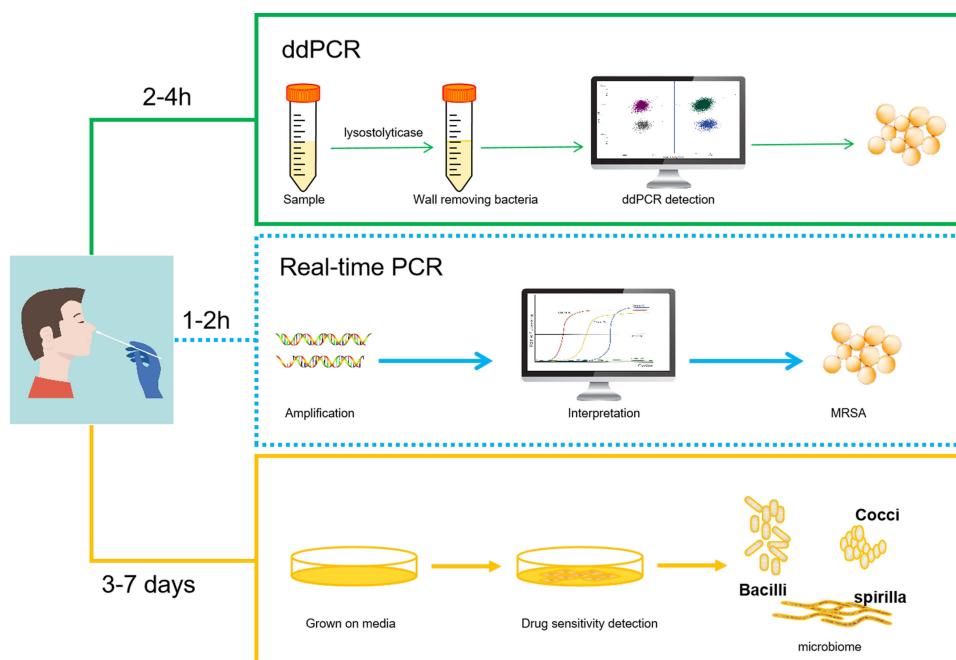 ddPCR
2-4h
lysostolyticase
Sample
Wall removing bacteria
ddPCR detection
Real-time PCR
1-2h
Amplification
Interpretation
MRSA
3-7 days
Cocci
Bacilli
spirilla
Grown on media
Drug sensitivity detection
microbiome